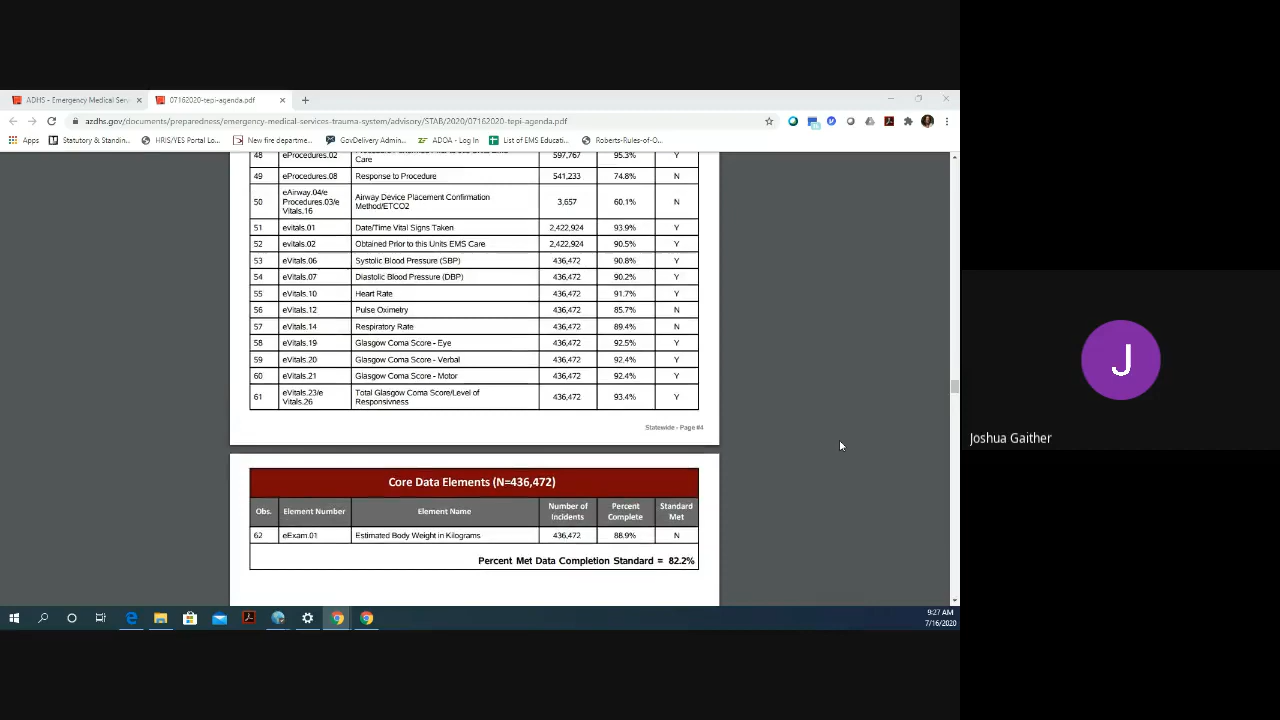 ADHS - Emergency Medical Serv
07162020-tepi-agenda.pdf
azdhs.gov/documents/preparedness/emergency-medical-services-trauma-system/advisory/STAB/2020/07162020-tepi-agenda.pdf
Apps Statutory & Standin... HRIS/YES Portal Lo... New fire departme... GovDelivery Admin... ADOA - Log In List of EMS Educati... Roberts-Rules-of-O...
48 eProcedures.02 Care 597,767 95.3% Y
49 eProcedures.08 Response to Procedure 541,233 74.8% N
50 eAirway.04/e Procedures.03/e Vitals.16 Airway Device Placement Confirmation Method/ETCO2 3,657 60.1% N
51 evitals.01 Date/Time Vital Signs Taken 2,422,924 93.9% Y
52 evitals.02 Obtained Prior to this Units EMS Care 2,422,924 90.5% Y
53 eVitals.06 Systolic Blood Pressure (SBP) 436,472 90.8% Y
54 eVitals.07 Diastolic Blood Pressure (DBP) 436,472 90.2% Y
55 eVitals.10 Heart Rate 436,472 91.7% Y
56 eVitals.12 Pulse Oximetry 436,472 85.7% N
57 eVitals.14 Respiratory Rate 436,472 89.4% N
58 eVitals.19 Glasgow Coma Score - Eye 436,472 92.5% Y
59 eVitals.20 Glasgow Coma Score - Verbal 436,472 92.4% Y
60 eVitals.21 Glasgow Coma Score - Motor 436,472 92.4% Y
61 eVitals.23/e Vitals.26 Total Glasgow Coma Score/Level of Responsivness 436,472 93.4% Y
Statewide - Page #4
Core Data Elements (N=436,472)
Obs. Element Number Element Name Number of Incidents Percent Complete Standard Met
62 eExam.01 Estimated Body Weight in Kilograms 436,472 88.9% N
Percent Met Data Completion Standard = 82.2%
9:27 AM
7/16/2020
J
Joshua Gaither